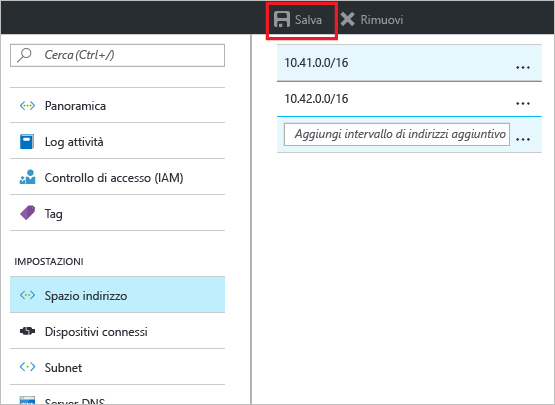 Salva
Rimuovi
Cerca (Ctrl+/)
Panoramica
Log attività
Controllo di accesso (IAM)
Tag
IMPOSTAZIONI
Spazio indirizzo
Dispositivi connessi
Subnet
Server DNS
10.41.0.0/16
...
10.42.0.0/16
...
Aggiungi intervallo di indirizzi aggiuntivo
...